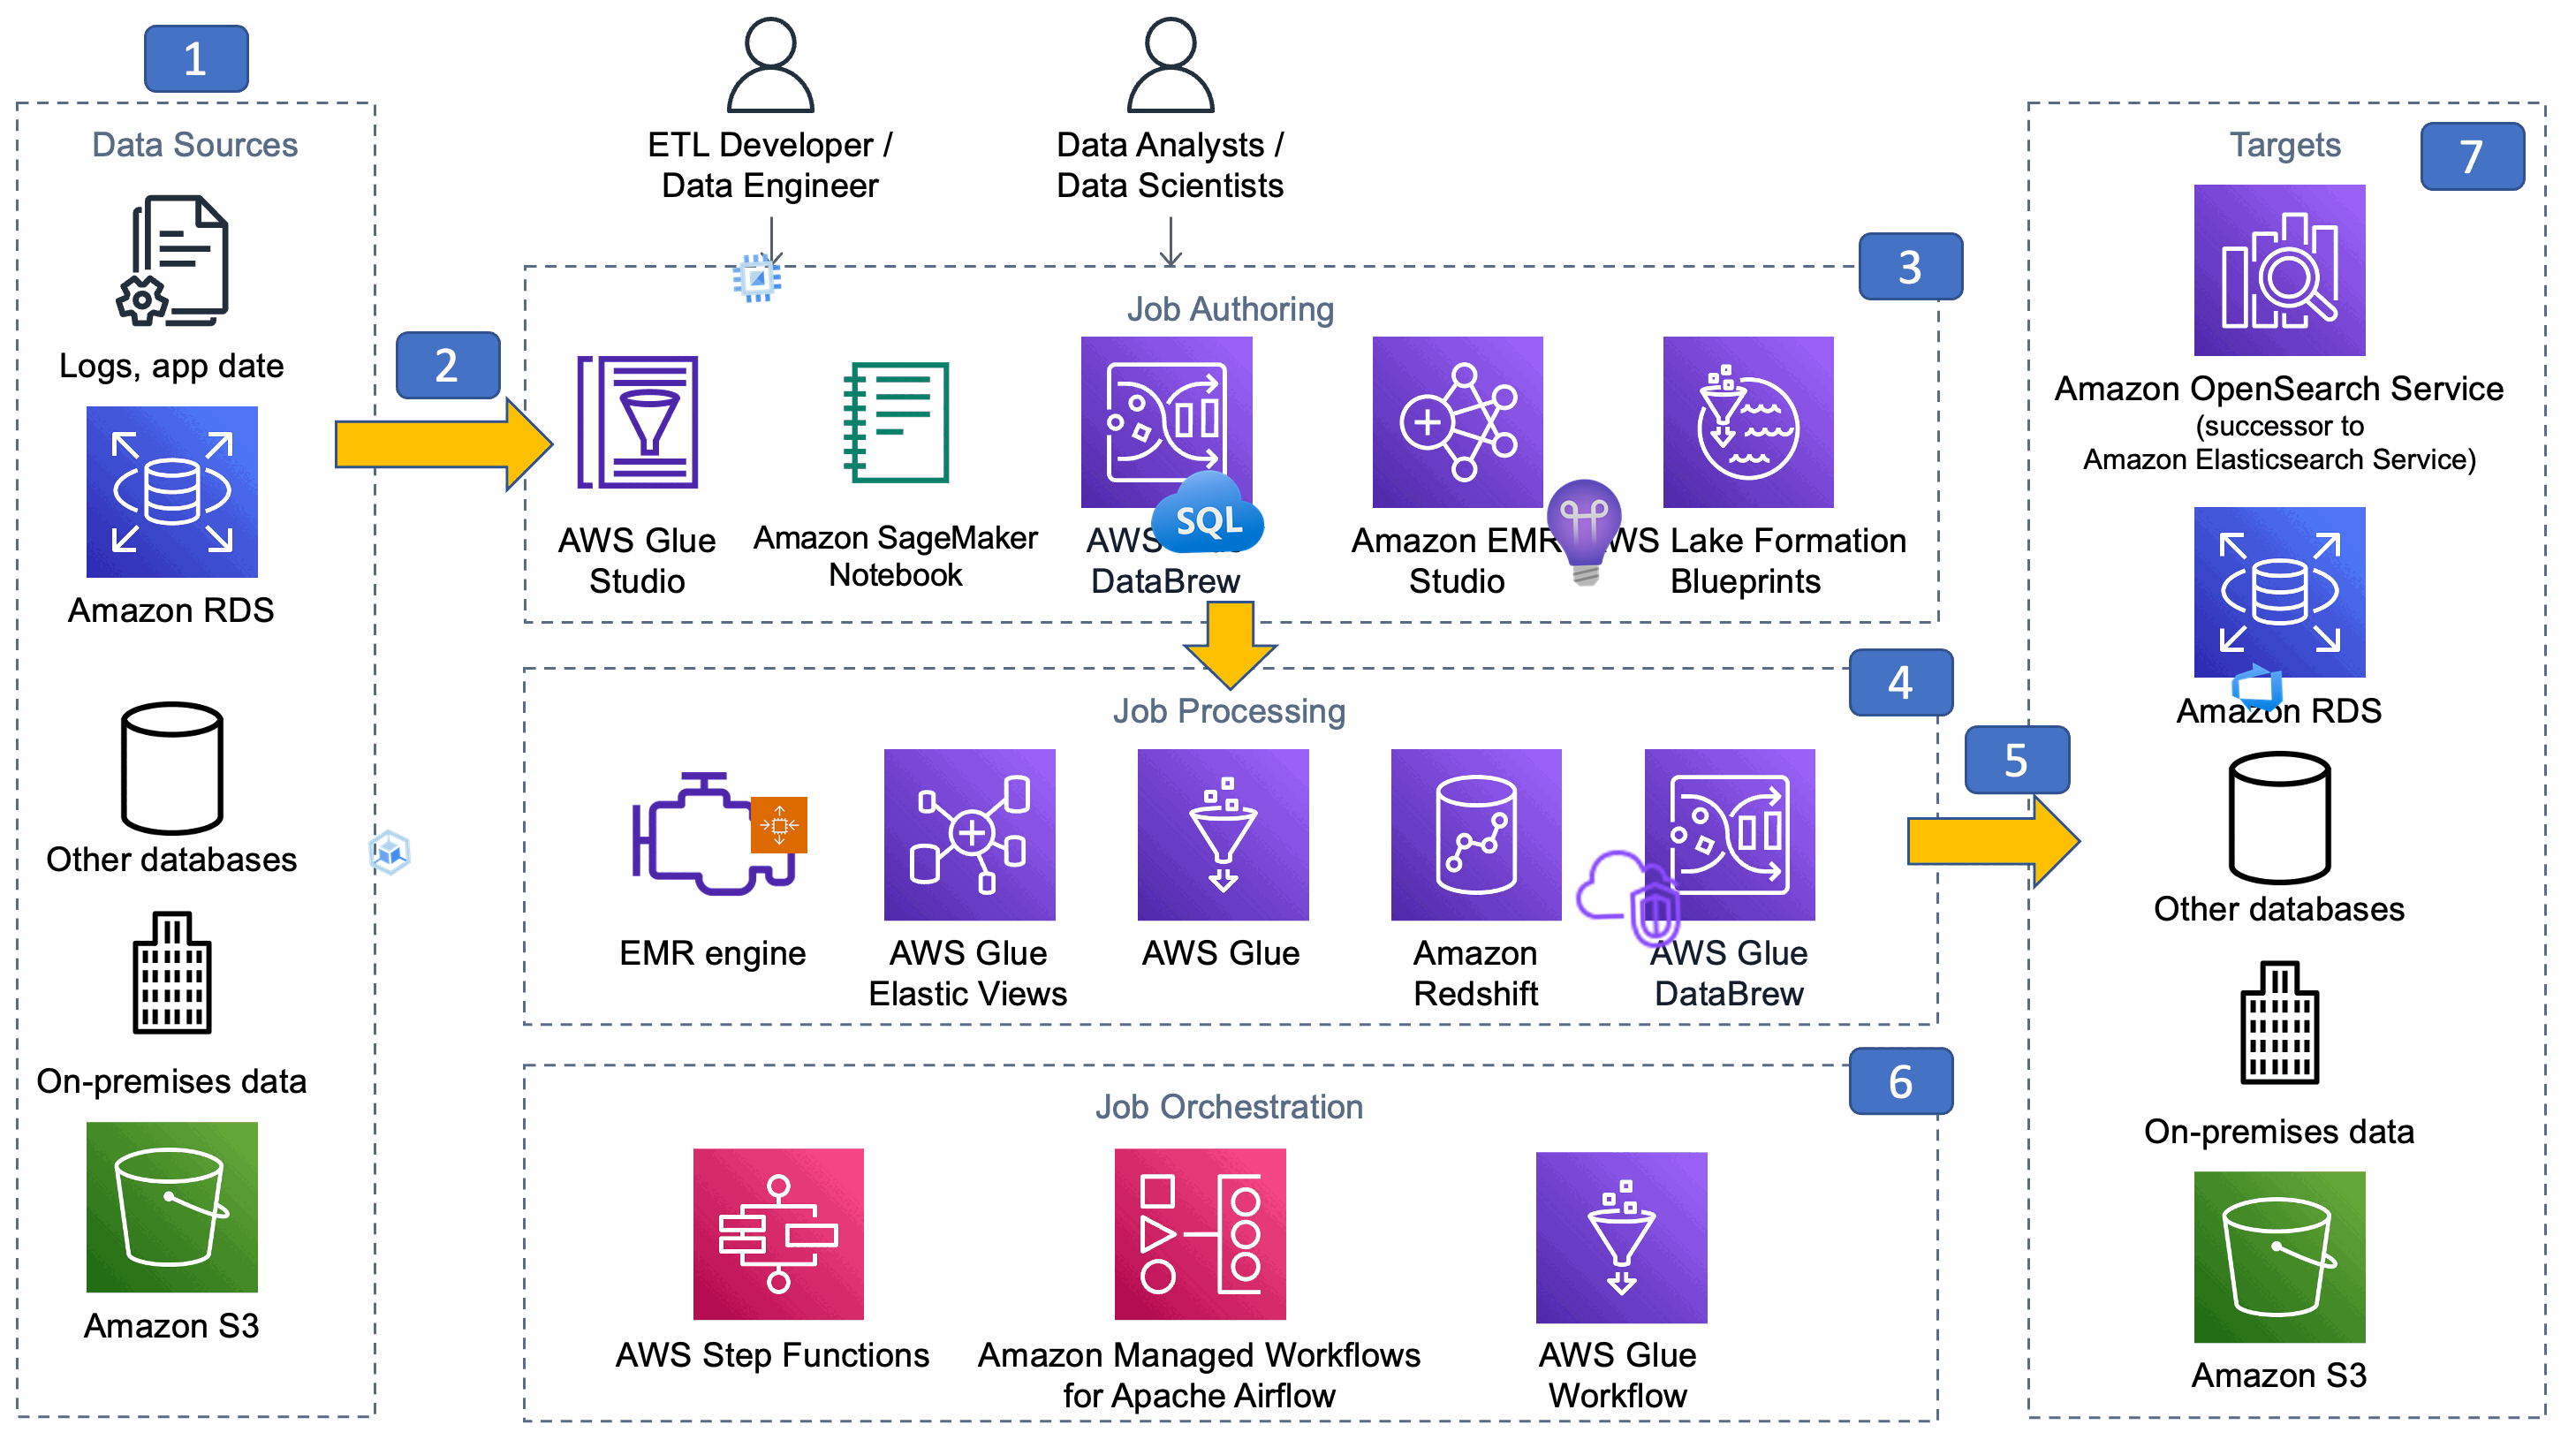 1
Data Sources
Logs, app date
Amazon RDS
Other databases
On-premises data
Amazon S3
2
ETL Developer /
Data Engineer
Data Analysts /
Data Scientists
3
Job Authoring
AWS Glue
Studio
Amazon SageMaker
Notebook
SQL
AWS
DataBrew
Amazon EMR
Studio
Lake Formation
Blueprints
4
Job Processing
EMR engine
AWS Glue
Elastic Views
AWS Glue
Amazon
Redshift
AWS Glue
DataBrew
5
6
Job Orchestration
AWS Step Functions
Amazon Managed Workflows
for Apache Airflow
AWS Glue
Workflow
7
Targets
Amazon OpenSearch Service
(successor to
Amazon Elasticsearch Service)
Amazon RDS
Other databases
On-premises data
Amazon S3